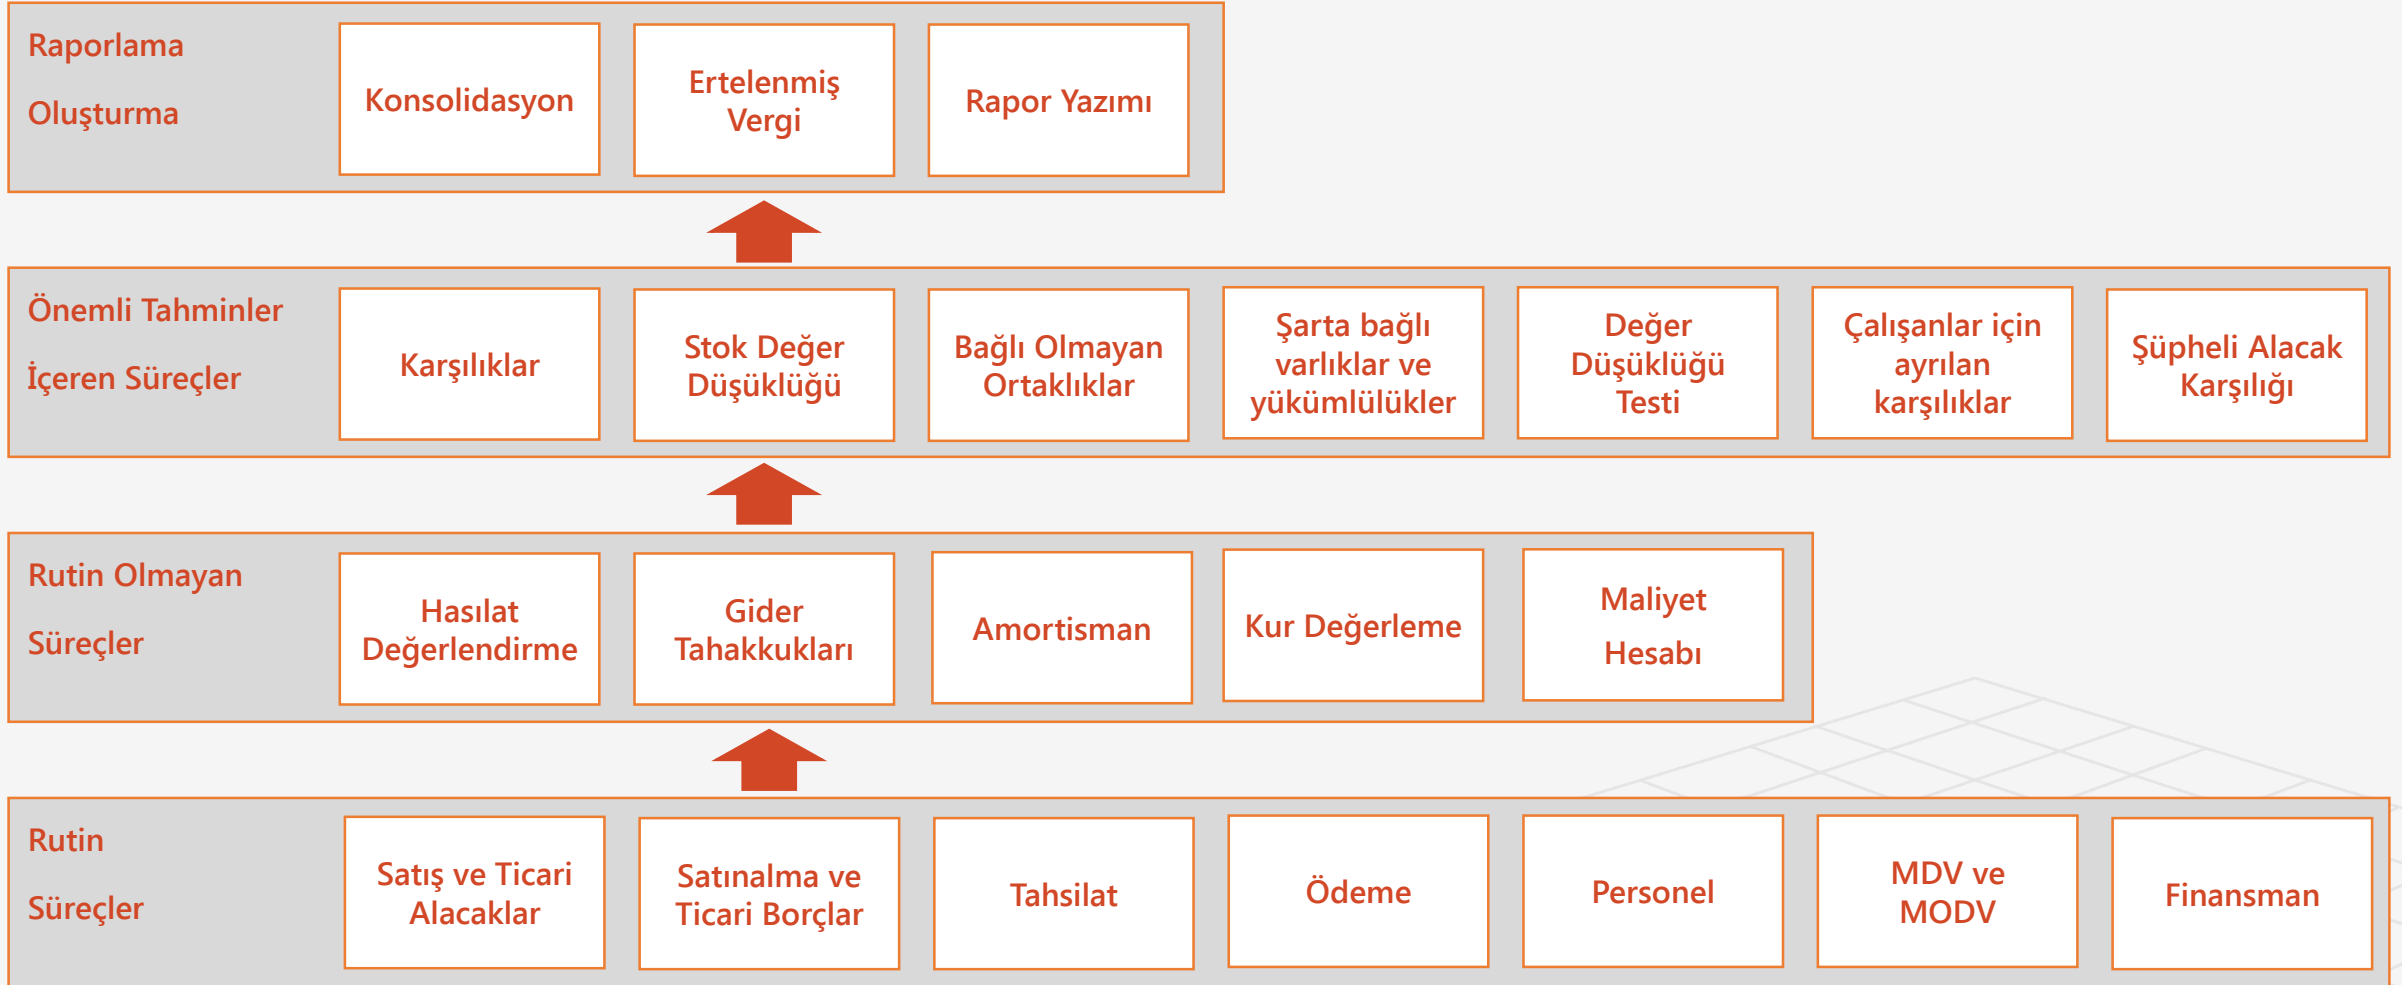 Raporlama
Oluşturma
Konsolidasyon
Ertelenmiş
Vergi
Rapor Yazımı
Önemli Tahminler
İçeren Süreçler
Karşılıklar
Stok Değer
Düşüklüğü
Bağlı Olmayan
Ortaklıklar
Şarta bağlı
varlıklar ve
yükümlülükler
Değer
Düşüklüğü
Testi
Çalışanlar için
ayrılan
karşılıklar
Şüpheli Alacak
Karşılığı
Rutin Olmayan
Süreçler
Hasılat
Değerlendirme
Gider
Tahakkukları
Amortisman
Kur Değerleme
Maliyet
Hesabı
Rutin
Süreçler
Satış ve Ticari
Alacaklar
Satınalma ve
Ticari Borçlar
Tahsilat
Ödeme
Personel
MDV ve
MODV
Finansman